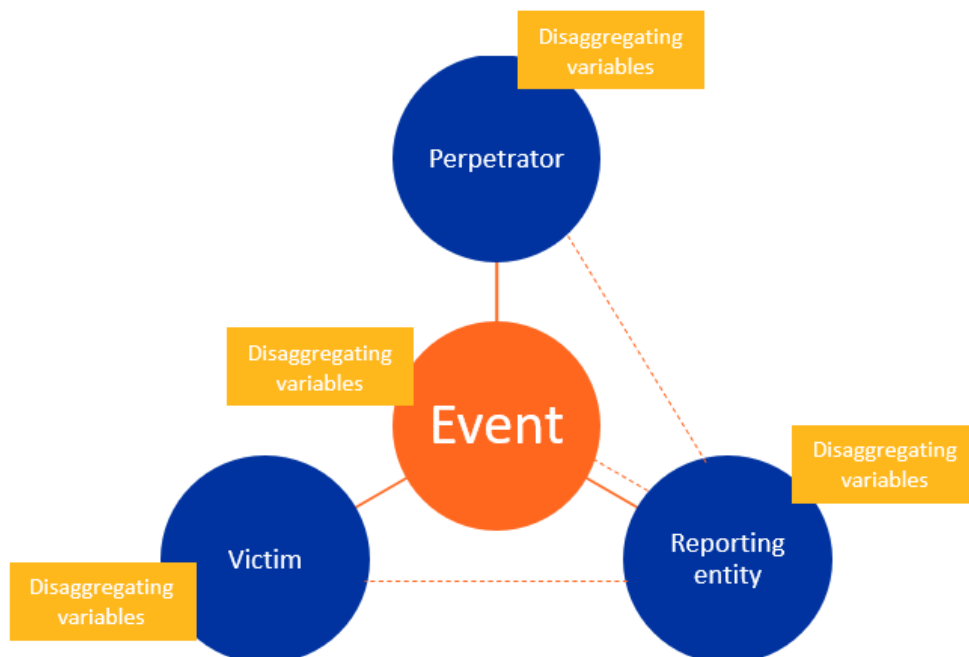 Disaggregating
variables
Perpetrator
Disaggregating
variables
Event
Disaggregating
variables
Reporting
entity
Victim
Disaggregating
variables